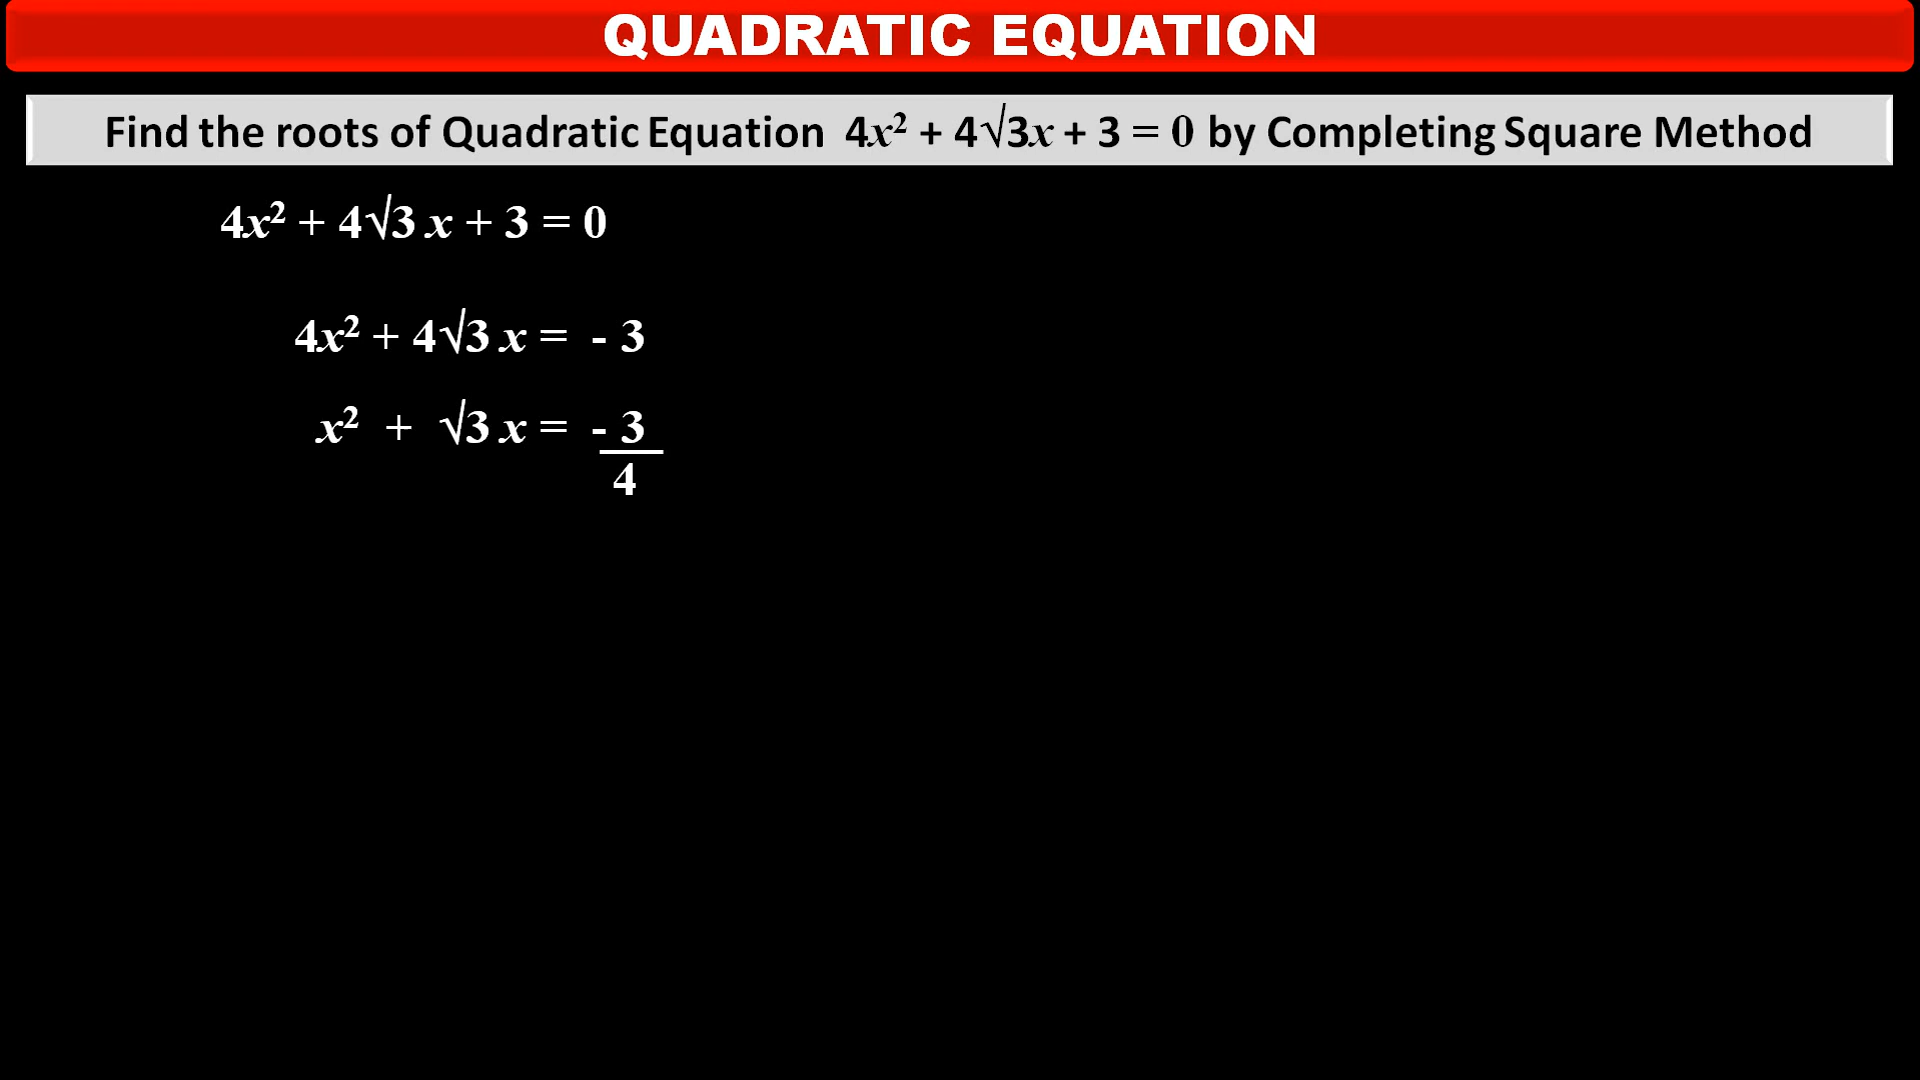 QUADRATIC EQUATION
Find the roots of Quadratic Equation 4x² + 4√3x + 3 = 0 by Completing Square Method
4x² + 4√3 x + 3 = 0
4x² + 4√3 x = - 3
x² + √3 x = - 3
4